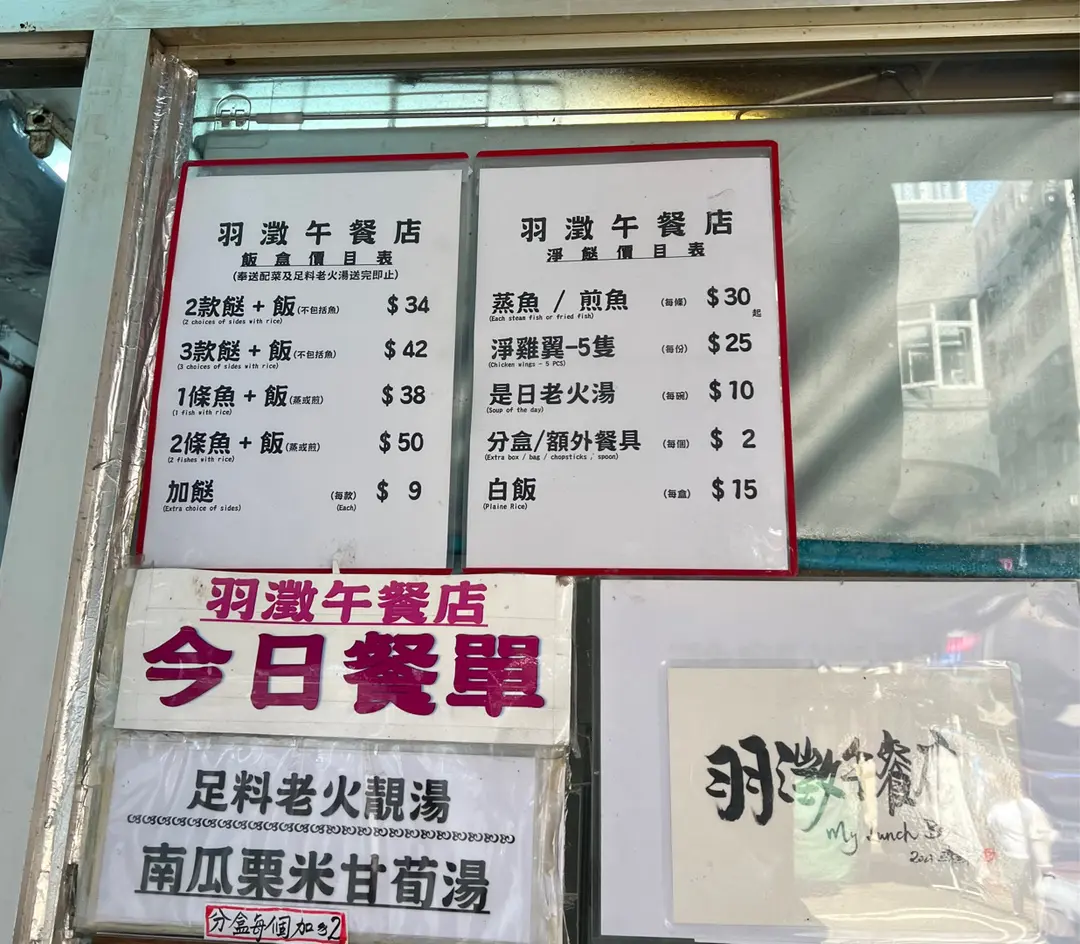 羽澂午餐店
飯盒價目表
(奉送配菜及足料老火湯送完即止)
2款餸 + 飯(不包括魚) $34
(2 choices of sides with rice)
3款餸 + 飯(不包括魚) $42
(3 choices of sides with rice)
1條魚 + 飯(蒸或煎) $38
(1 fish with rice)
2條魚 + 飯(蒸或煎) $50
(2 fishes with rice)
加餸 (每款) $ 9
(Extra choice of sides) (Each)
羽澂午餐店
淨餸價目表
蒸魚 / 煎魚 (每條) $30起
(Each steam fish or fried fish)
淨雞翼-5隻 (每份) $25
(Chicken wings - 5 PCS)
是日老火湯 (每碗) $10
(Soup of the day)
分盒/額外餐具 (每個) $ 2
(Extra box / bag / chopsticks / spoon)
白飯 (每盒) $15
(Plaine Rice)
羽澂午餐店
今日餐單
足料老火靚湯
南瓜粟米甘荀湯
分盒每個加$2
羽澂午餐店
My Lunch